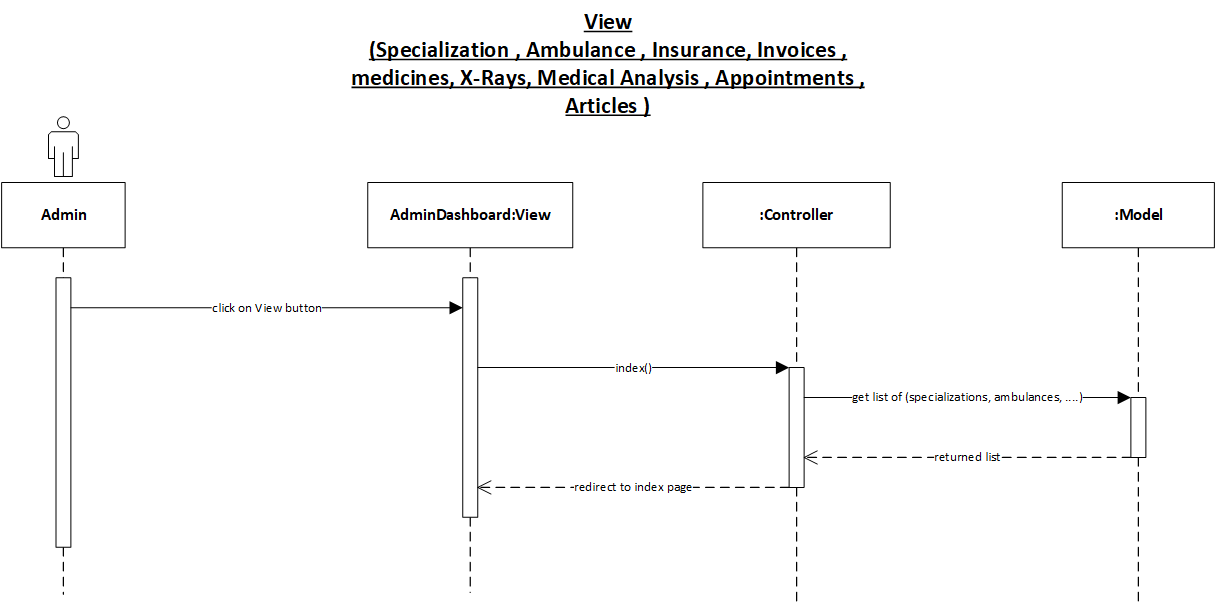 View
(Specialization , Ambulance , Insurance, Invoices ,
medicines, X-Rays, Medical Analysis , Appointments ,
Articles )
Admin
AdminDashboard:View
:Controller
:Model
click on View button
index()
get list of (specializations, ambulances, ....)
returned list
redirect to index page